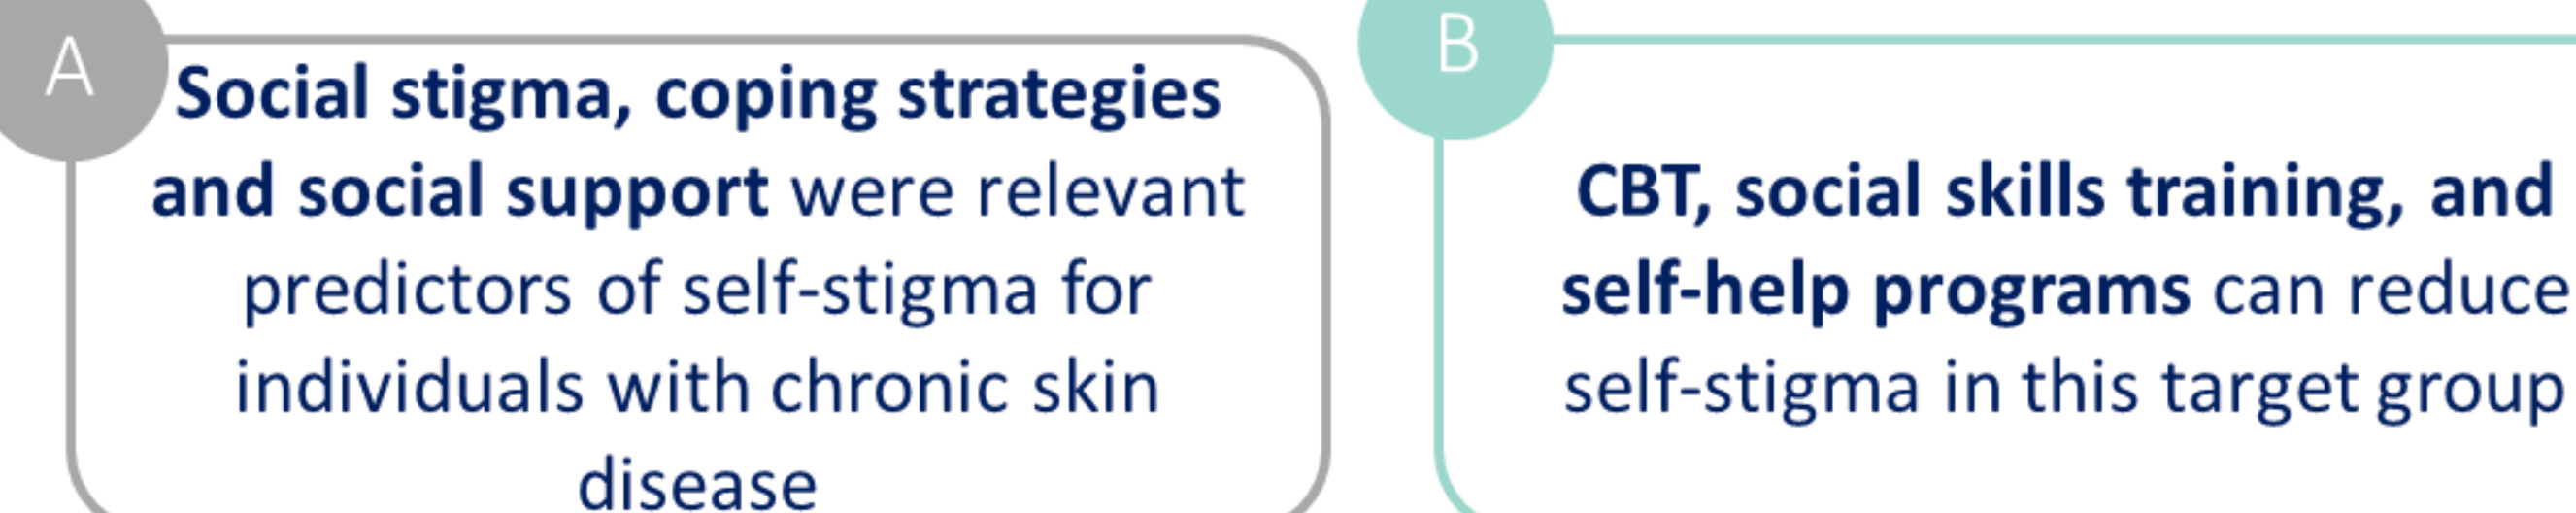 A
Social stigma, coping strategies
and social support were relevant
predictors of self-stigma for
individuals with chronic skin
disease
B
CBT, social skills training, and
self-help programs can reduce
self-stigma in this target group